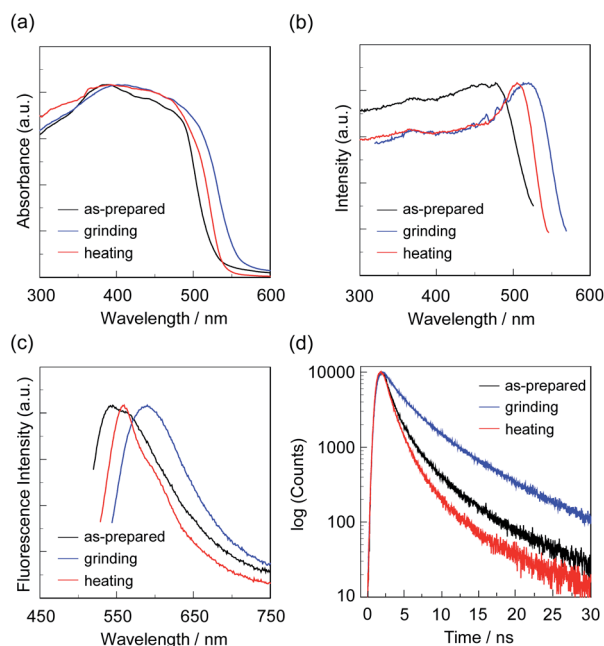 (a)
Absorbance (a.u.)
as-prepared
grinding
heating
300 400 500 600
Wavelength / nm
(b)
Intensity (a.u.)
as-prepared
grinding
heating
300 400 500 600
Wavelength / nm
(c)
Fluorescence Intensity (a.u.)
as-prepared
grinding
heating
450 550 650 750
Wavelength / nm
(d)
log (Counts)
10000
1000
100
10
as-prepared
grinding
heating
0 5 10 15 20 25 30
Time / ns